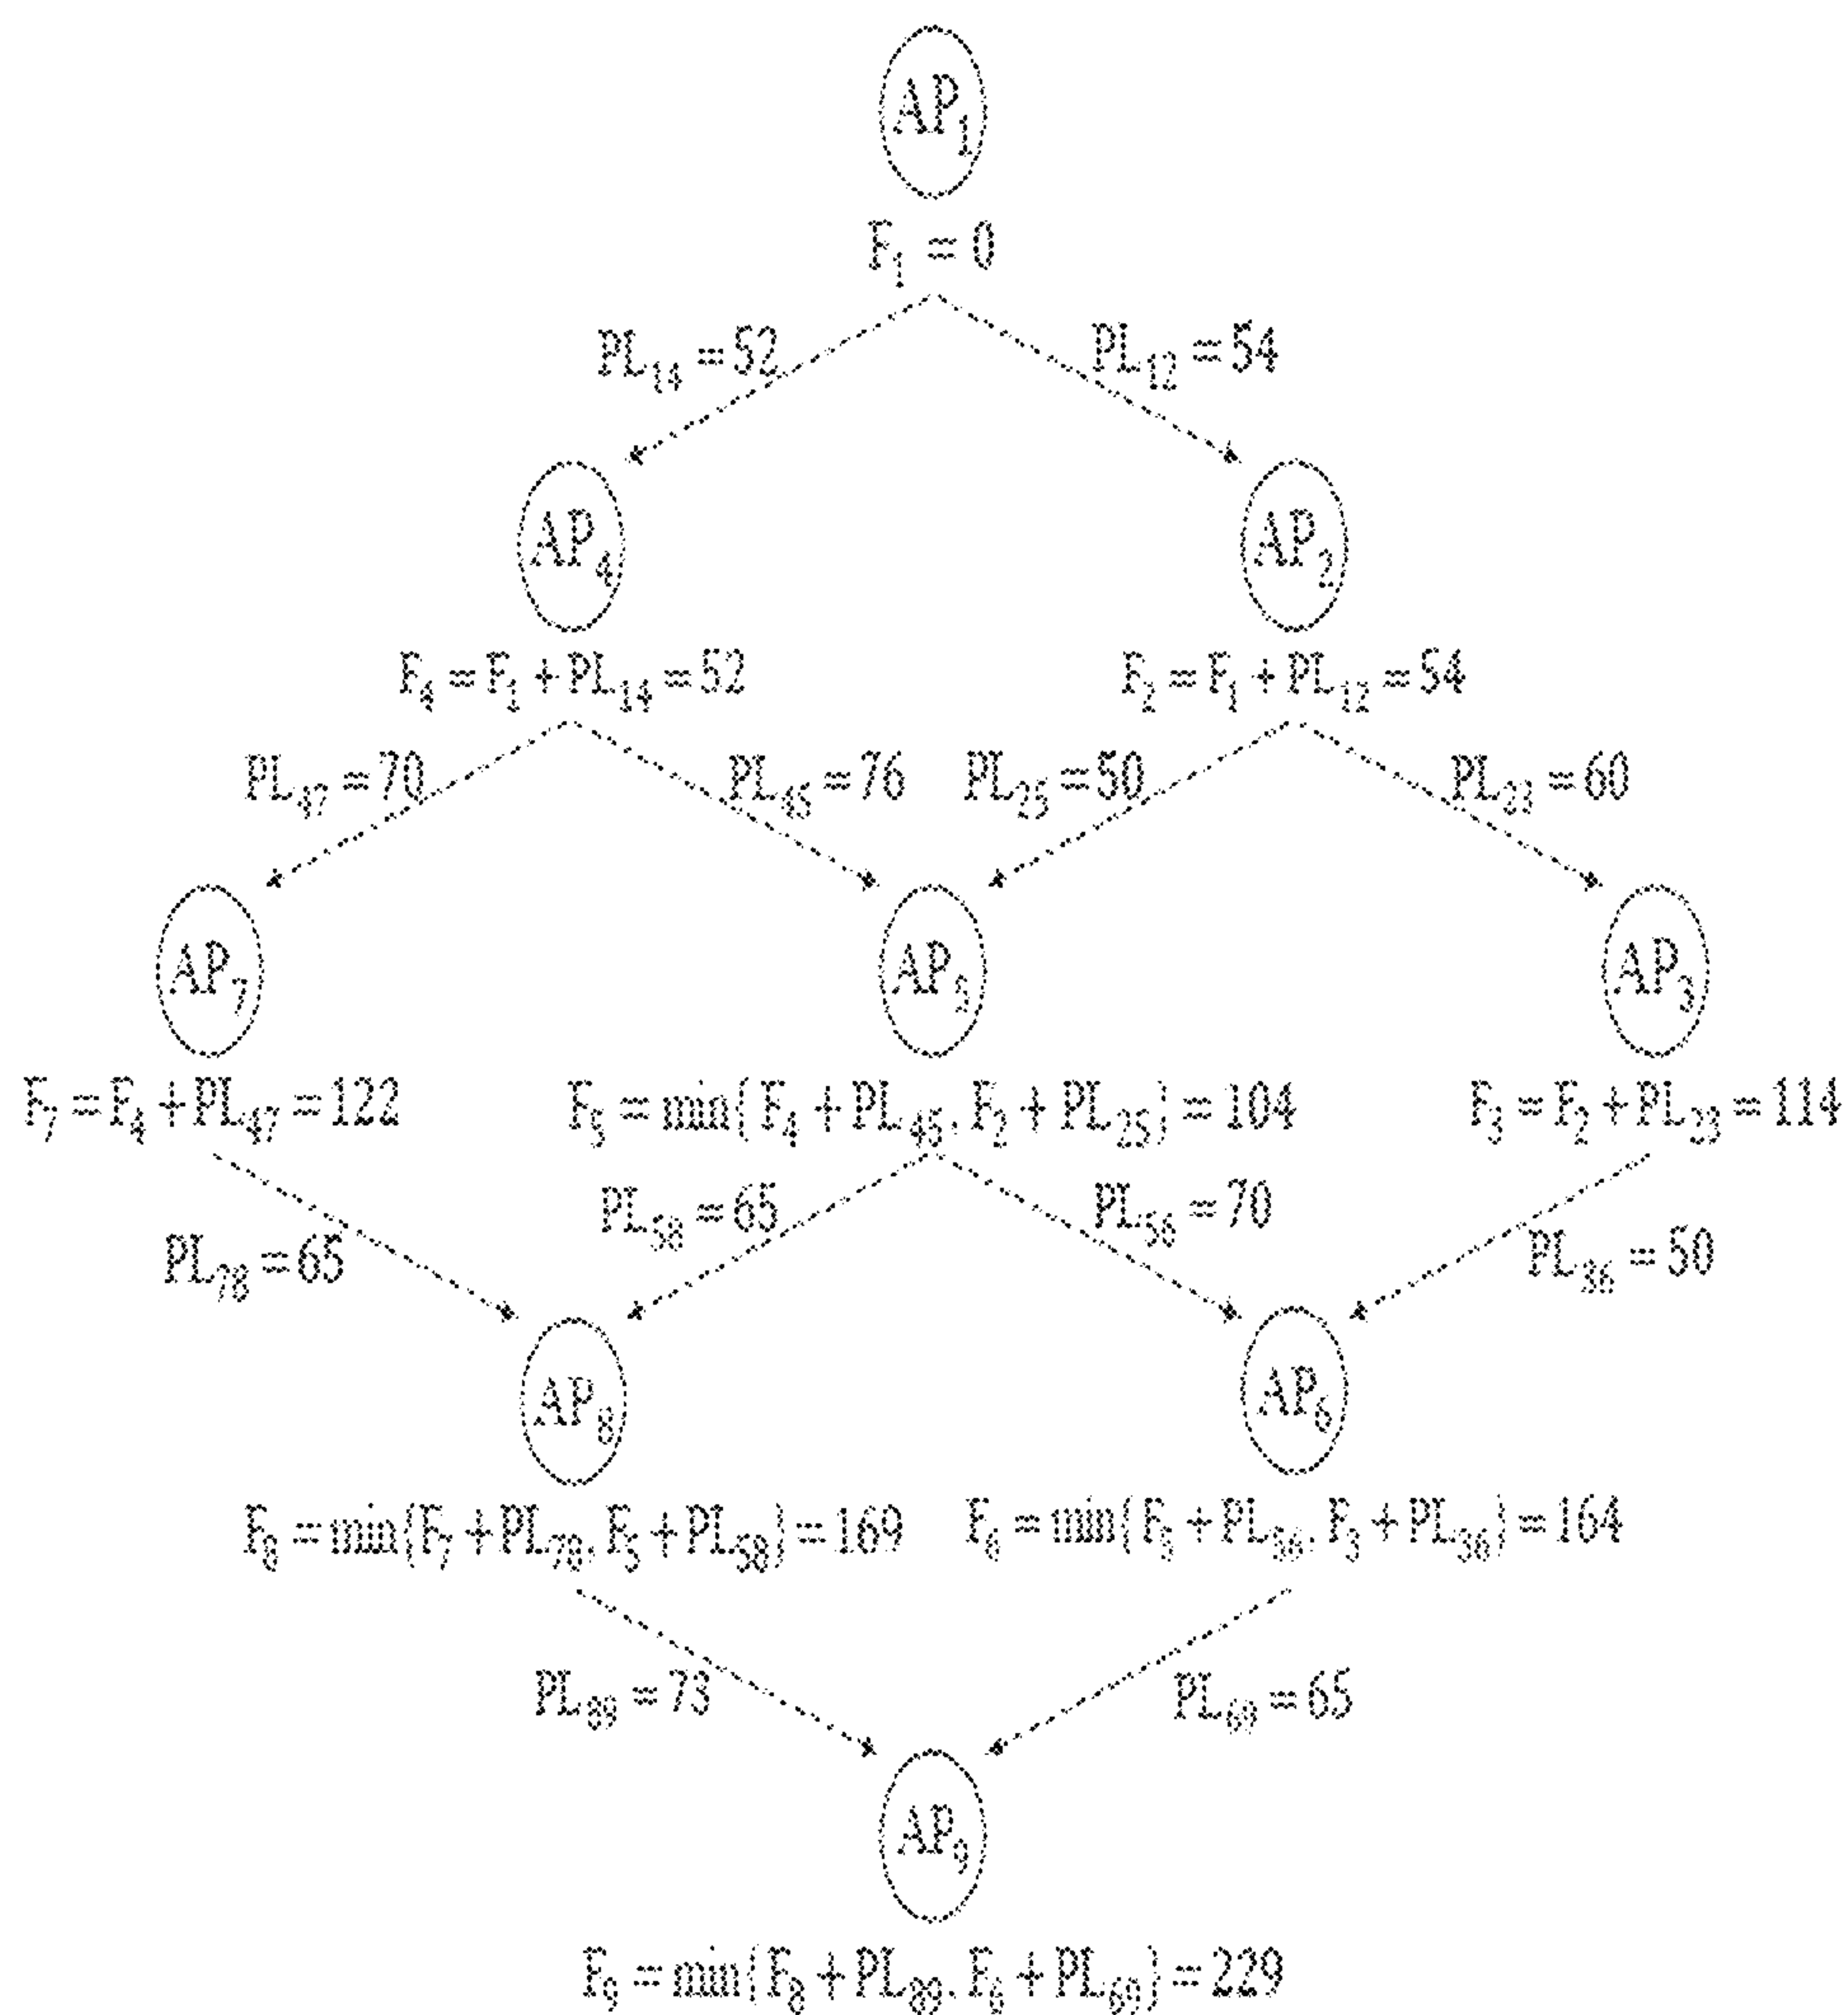 AP₁
F₁ = 0
PL₁₄ = 52
PL₁₂ = 54
AP₄
AP₂
F₄ = F₁ + PL₁₄ = 52
F₂ = F₁ + PL₁₂ = 54
PL₄₇ = 70
PL₄₅ = 76
PL₂₅ = 50
PL₂₃ = 60
AP₇
AP₅
AP₃
F₇ = F₄ + PL₄₇ = 122
F₅ = min{F₄ + PL₄₅, F₂ + PL₂₅} = 104
F₃ = F₂ + PL₂₃ = 114
PL₇₈ = 65
PL₅₈ = 65
PL₅₆ = 70
PL₃₆ = 50
AP₈
AP₆
F₈ = min{F₇ + PL₇₈, F₅ + PL₅₈} = 169
F₆ = min{F₅ + PL₅₆, F₃ + PL₃₆} = 164
PL₈₉ = 73
PL₆₉ = 65
AP₉
F₉ = min{F₈ + PL₈₉, F₆ + PL₆₉} = 229